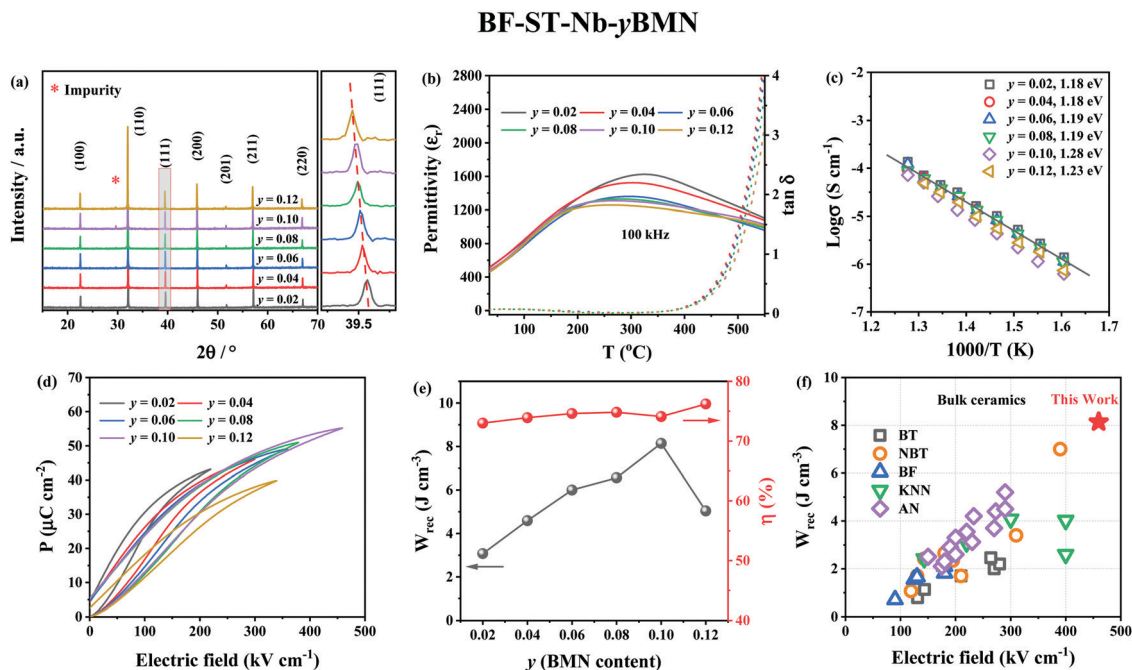 BF-ST-Nb-yBMN
(a)
* Impurity
(100)
*
(110)
(111)
(200)
(201)
(211)
(220)
y = 0.12
y = 0.10
y = 0.08
y = 0.06
y = 0.04
y = 0.02
20 30 40 50 60 70
2θ / °
Intensity / a.u.
(111)
39.5
(b)
2800
2400
2000
1600
1200
800
400
0
y = 0.02 y = 0.04 y = 0.06
y = 0.08 y = 0.10 y = 0.12
100 kHz
4
3
2
1
0
100 200 300 400 500
T (°C)
Permittivity (εr)
tan δ
(c)
-2
-3
-4
-5
-6
-7
y = 0.02, 1.18 eV
y = 0.04, 1.18 eV
y = 0.06, 1.19 eV
y = 0.08, 1.19 eV
y = 0.10, 1.28 eV
y = 0.12, 1.23 eV
1.2 1.3 1.4 1.5 1.6 1.7
1000/T (K)
Logσ (S cm⁻¹)
(d)
70
60
50
40
30
20
10
0
y = 0.02 y = 0.04
y = 0.06 y = 0.08
y = 0.10 y = 0.12
0 100 200 300 400 500
Electric field (kV cm⁻¹)
P (μC cm⁻²)
(e)
10
9
8
7
6
5
4
3
2
1
0
80
75
70
65
60
55
50
0.02 0.04 0.06 0.08 0.10 0.12
y (BMN content)
Wrec (J cm⁻³)
η (%)
(f)
Bulk ceramics
This Work
10
8
6
4
2
0
BT
NBT
BF
KNN
AN
0 100 200 300 400 500
Electric field (kV cm⁻¹)
Wrec (J cm⁻³)